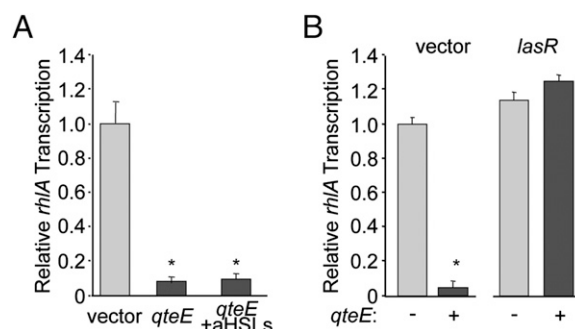 A
Relative rhlA Transcription
1.4
1.2
1.0
0.8
0.6
0.4
0.2
0
*
*
vector
qteE
qteE
+aHSLs
B
vector
lasR
Relative rhlA Transcription
1.4
1.2
1.0
0.8
0.6
0.4
0.2
0
*
qteE: - + - +